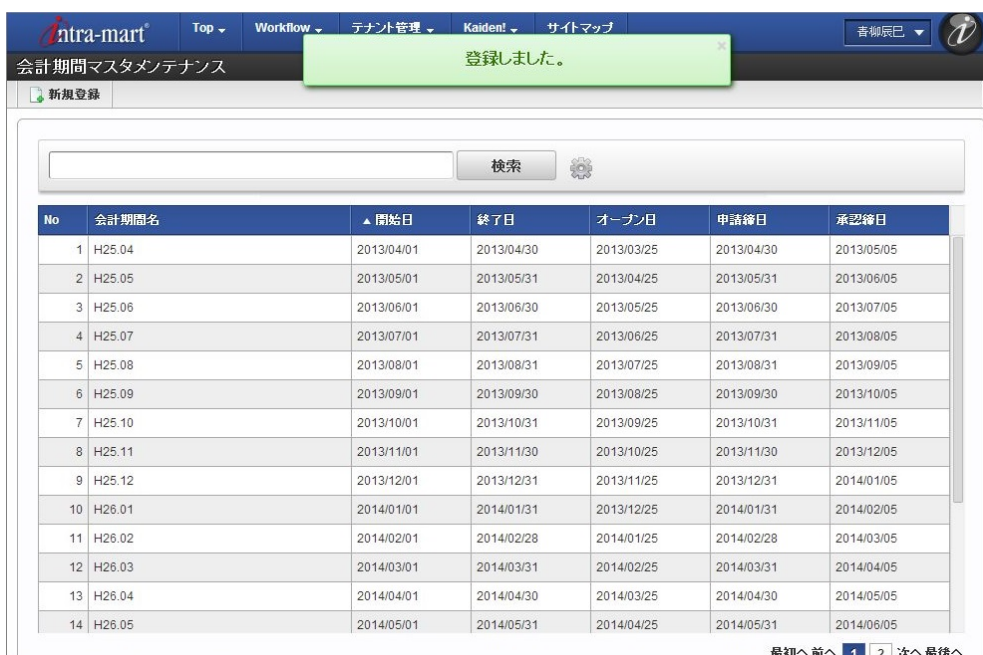 intra-mart® Top Workflow テナント管理 Kaiden! サイトマップ 青柳辰巳
登録しました。 ×
会計期間マスタメンテナンス
新規登録
検索
No 会計期間名 ▲開始日 終了日 オープン日 申請締日 承認締日
1 H25.04 2013/04/01 2013/04/30 2013/03/25 2013/04/30 2013/05/05
2 H25.05 2013/05/01 2013/05/31 2013/04/25 2013/05/31 2013/06/05
3 H25.06 2013/06/01 2013/06/30 2013/05/25 2013/06/30 2013/07/05
4 H25.07 2013/07/01 2013/07/31 2013/06/25 2013/07/31 2013/08/05
5 H25.08 2013/08/01 2013/08/31 2013/07/25 2013/08/31 2013/09/05
6 H25.09 2013/09/01 2013/09/30 2013/08/25 2013/09/30 2013/10/05
7 H25.10 2013/10/01 2013/10/31 2013/09/25 2013/10/31 2013/11/05
8 H25.11 2013/11/01 2013/11/30 2013/10/25 2013/11/30 2013/12/05
9 H25.12 2013/12/01 2013/12/31 2013/11/25 2013/12/31 2014/01/05
10 H26.01 2014/01/01 2014/01/31 2013/12/25 2014/01/31 2014/02/05
11 H26.02 2014/02/01 2014/02/28 2014/01/25 2014/02/28 2014/03/05
12 H26.03 2014/03/01 2014/03/31 2014/02/25 2014/03/31 2014/04/05
13 H26.04 2014/04/01 2014/04/30 2014/03/25 2014/04/30 2014/05/05
14 H26.05 2014/05/01 2014/05/31 2014/04/25 2014/05/31 2014/06/05
最初へ 前へ 1 2 次へ 最後へ